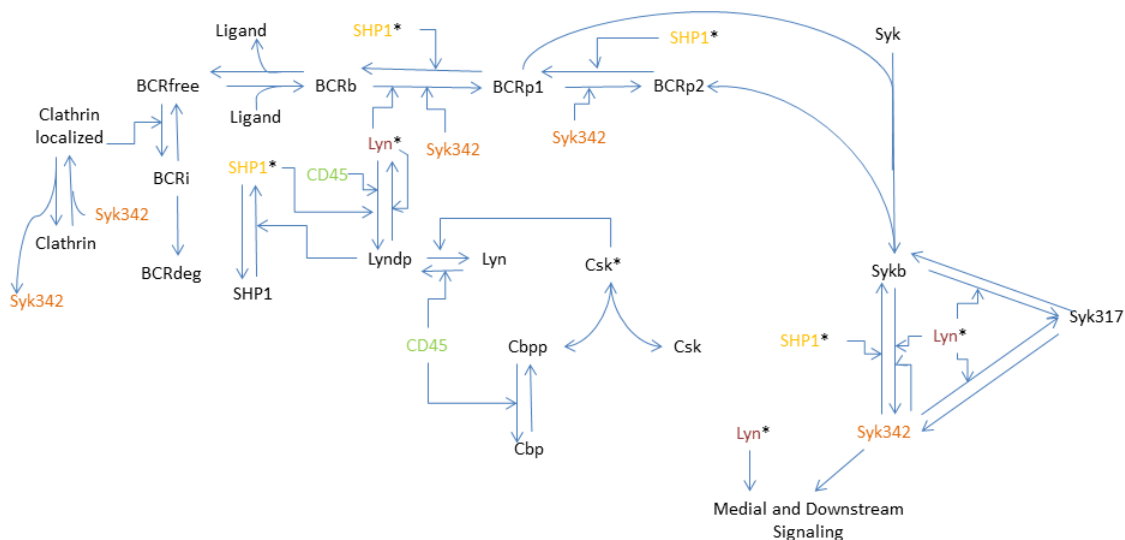 Ligand
SHP1*
SHP1*
Syk
BCRfree
BCRb
BCRp1
BCRp2
Ligand
Clathrin
localized
Lyn*
Syk342
Syk342
SHP1*
CD45
BCRi
Syk342
Clathrin
Lyndp
Lyn
Csk*
BCRdeg
Sykb
SHP1
Syk342
Syk317
SHP1*
Lyn*
CD45
Cbpp
Csk
Lyn*
Syk342
Cbp
Medial and Downstream
Signaling